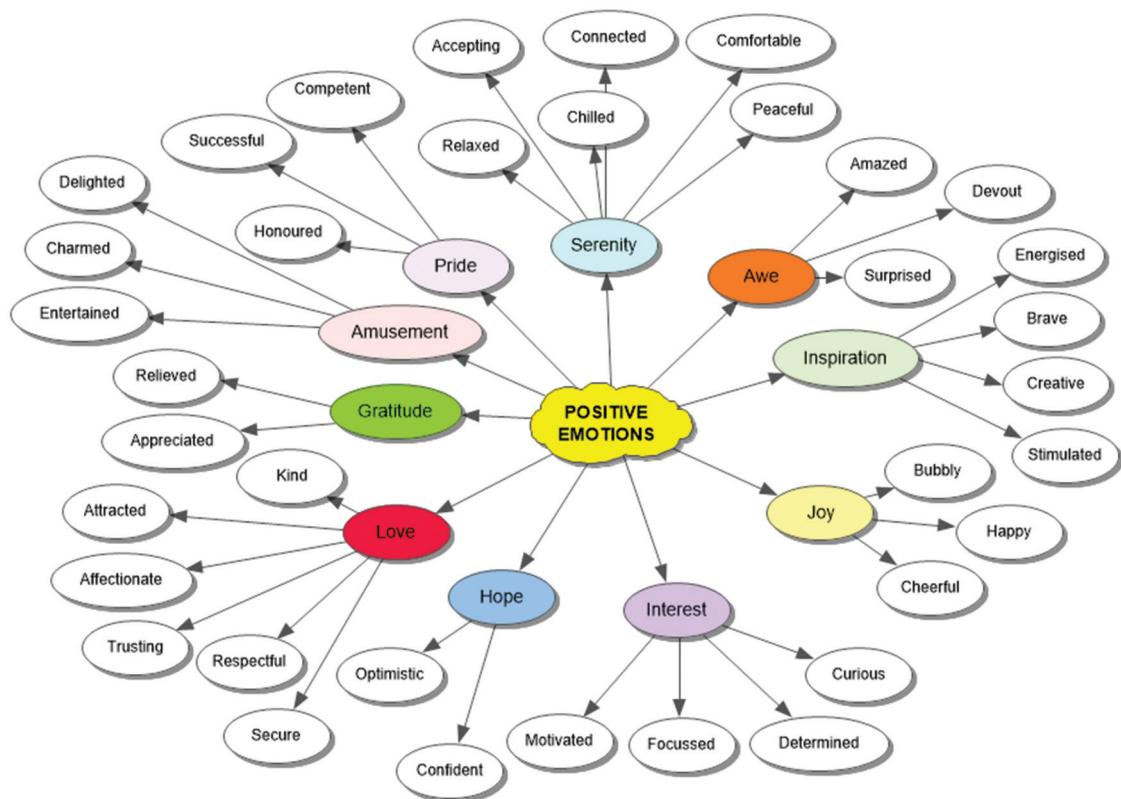 Connected
Comfortable
Accepting
Competent
Chilled
Peaceful
Successful
Relaxed
Amazed
Delighted
Devout
Honoured
Serenity
Charmed
Pride
Energised
Awe
Surprised
Entertained
Amusement
Brave
Inspiration
Relieved
Creative
Gratitude
POSITIVE
EMOTIONS
Appreciated
Stimulated
Kind
Bubbly
Attracted
Joy
Love
Happy
Affectionate
Cheerful
Hope
Interest
Trusting
Respectful
Optimistic
Curious
Secure
Motivated
Focussed
Determined
Confident